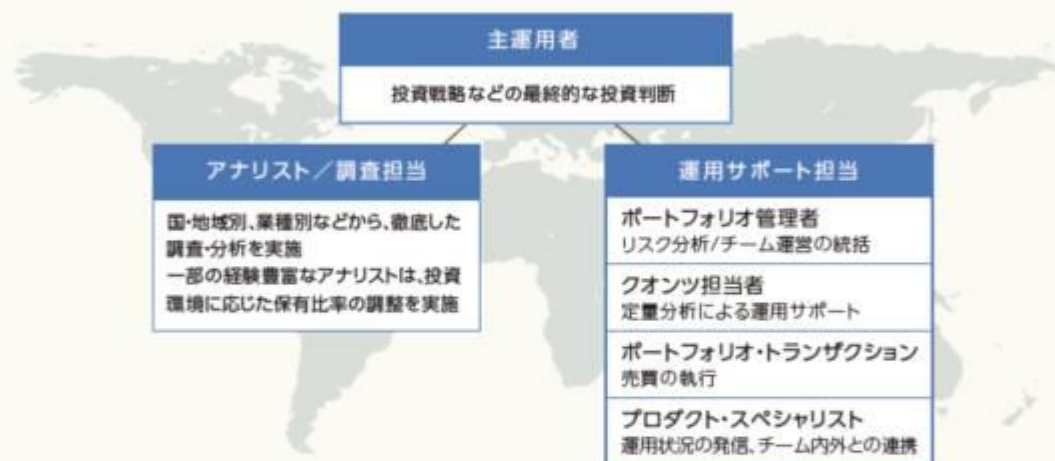 主運用者
投資戦略などの最終的な投資判断
アナリスト／調査担当
国・地域別、業種別などから、徹底した
調査・分析を実施
一部の経験豊富なアナリストは、投資
環境に応じた保有比率の調整を実施
運用サポート担当
ポートフォリオ管理者
リスク分析/チーム運営の統括
クオンツ担当者
定量分析による運用サポート
ポートフォリオ・トランザクション
売買の執行
プロダクト・スペシャリスト
運用状況の発信、チーム内外との連携